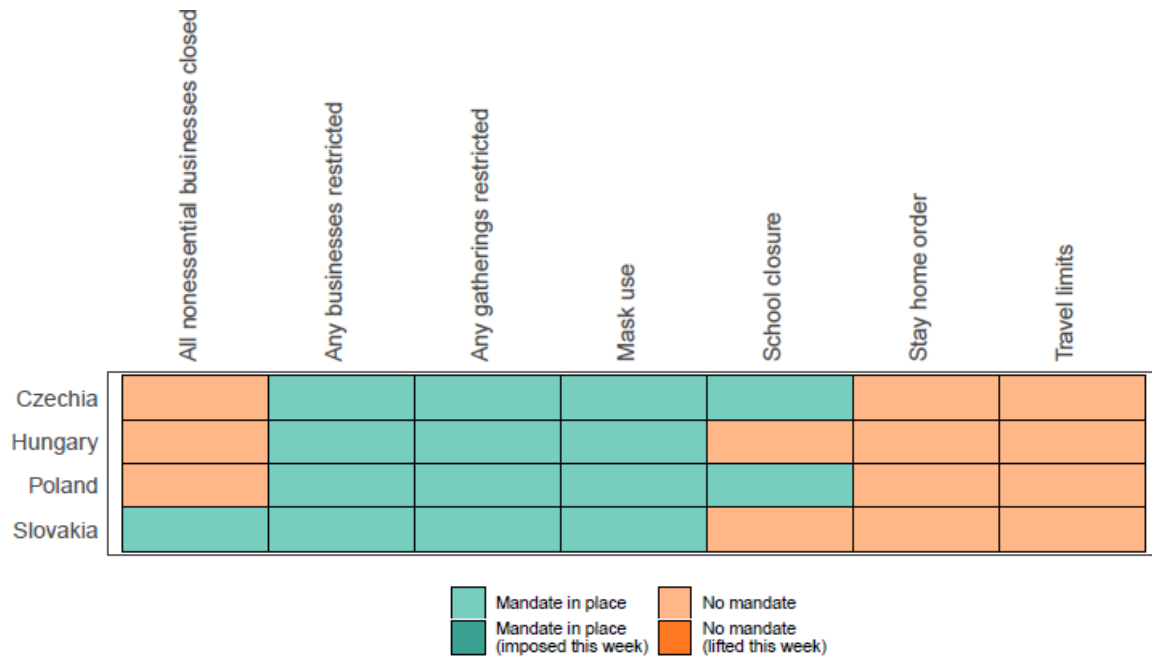 All nonessential businesses closed
Any businesses restricted
Any gatherings restricted
Mask use
School closure
Stay home order
Travel limits
Czechia
Hungary
Poland
Slovakia
Mandate in place
No mandate
Mandate in place
(imposed this week)
No mandate
(lifted this week)